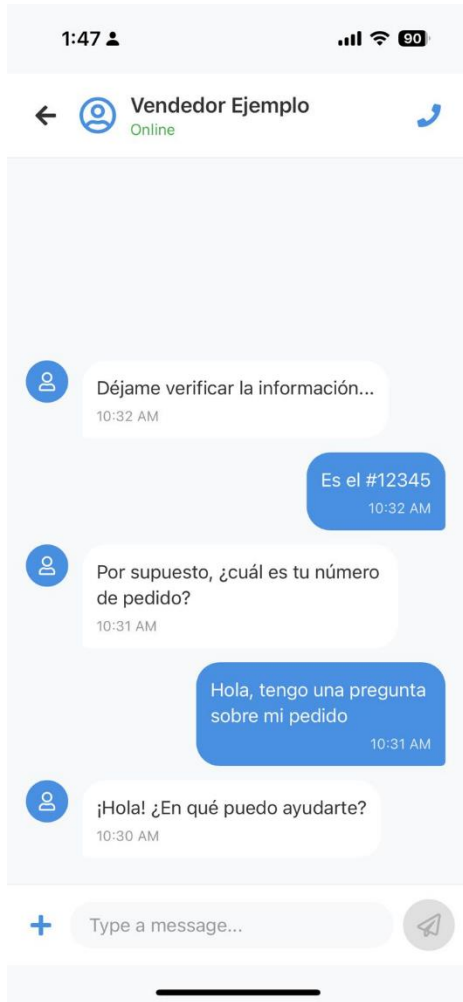 1:47
90
Vendedor Ejemplo
Online
Déjame verificar la información...
10:32 AM
Es el #12345
10:32 AM
Por supuesto, ¿cuál es tu número
de pedido?
10:31 AM
Hola, tengo una pregunta
sobre mi pedido
10:31 AM
¡Hola! ¿En qué puedo ayudarte?
10:30 AM
Type a message...